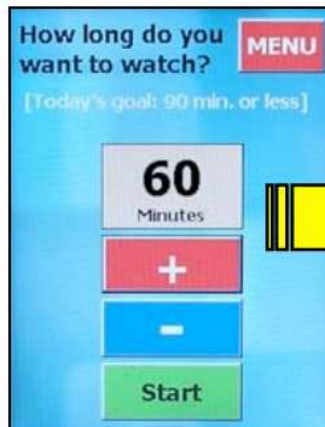 How long do you
want to watch?
MENU
[Today's goal: 90 min. or less]
60
Minutes
+
-
Start